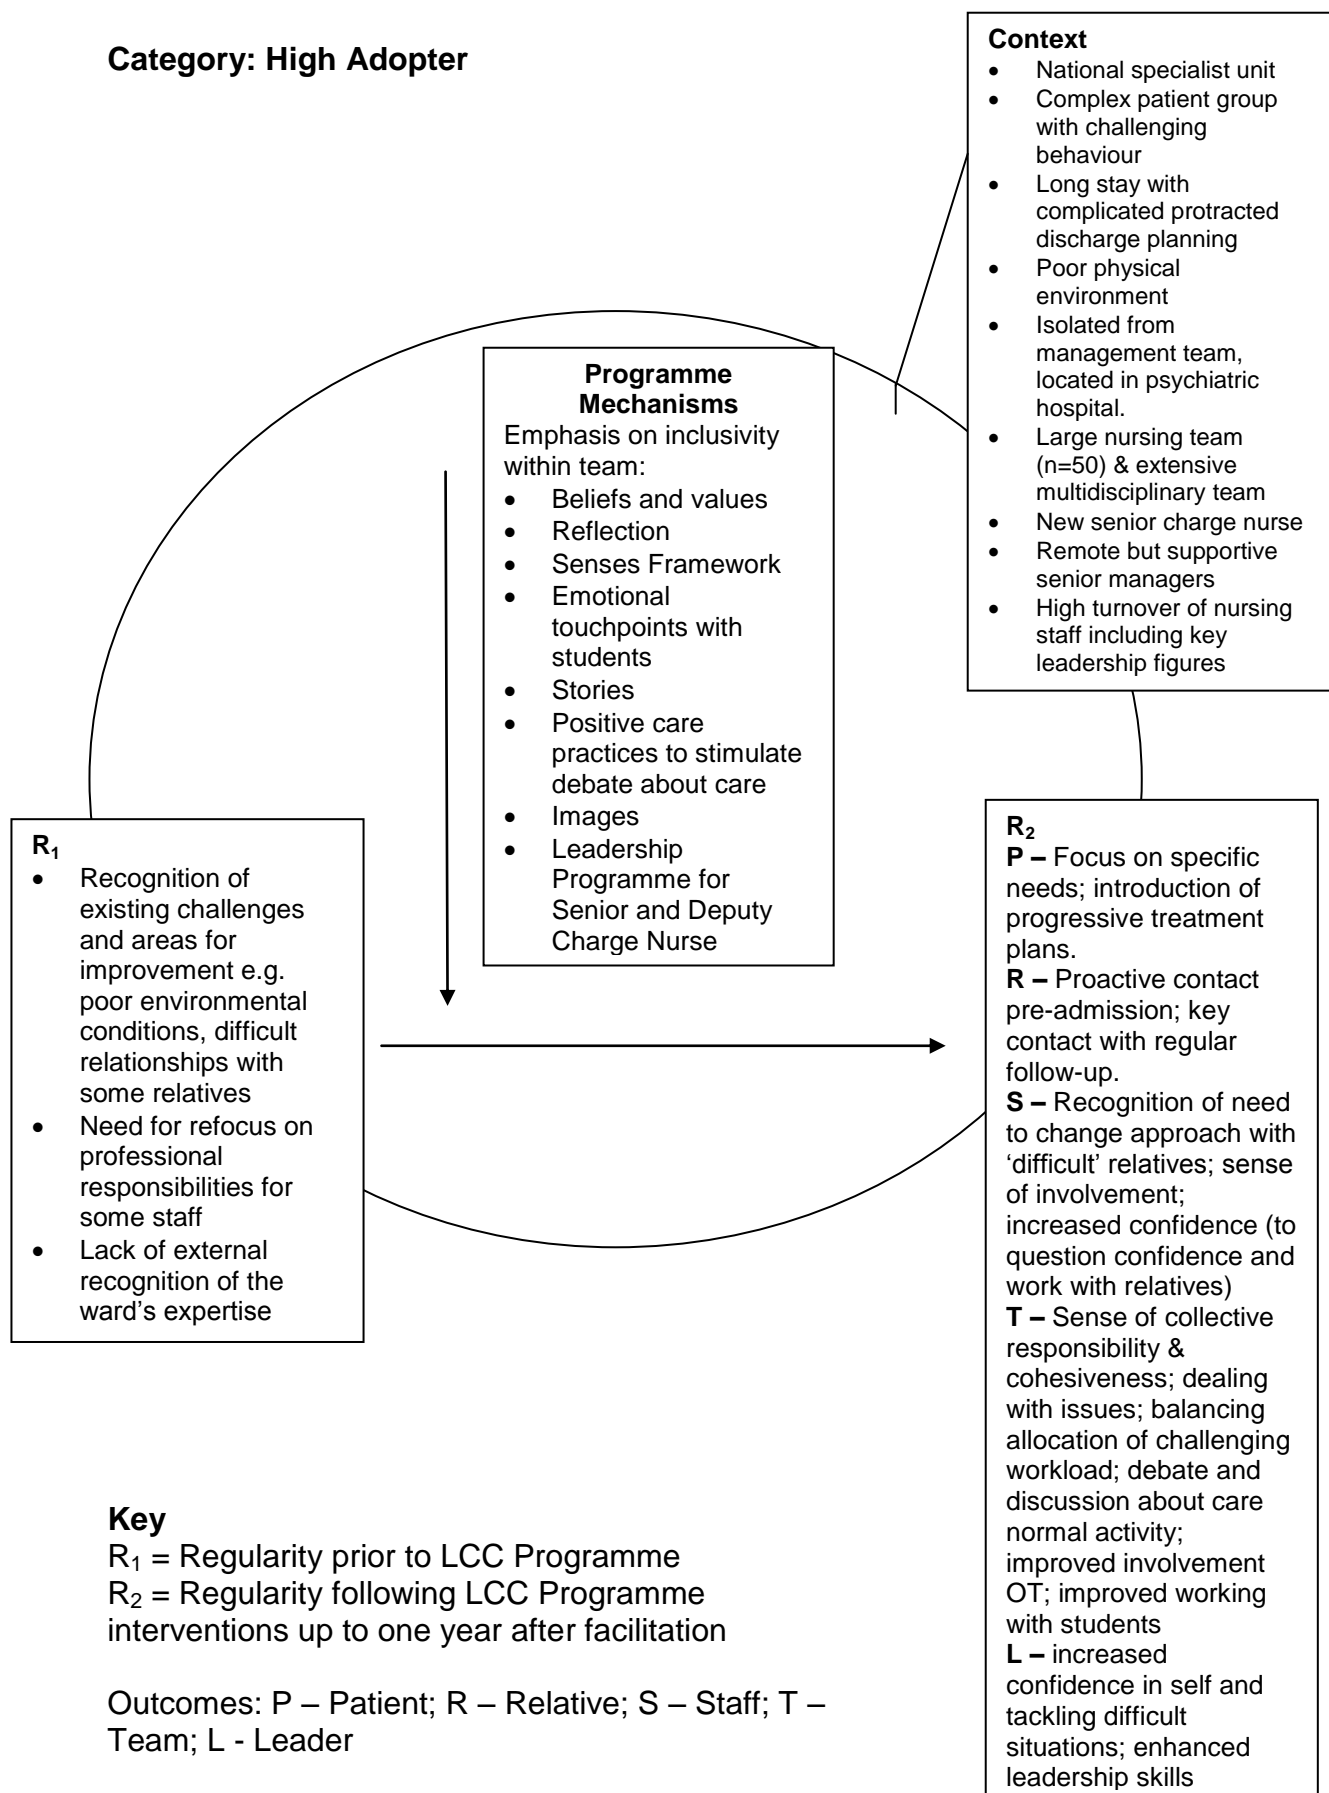 Category: High Adopter
Context
• National specialist unit
• Complex patient group
with challenging
behaviour
• Long stay with
complicated protracted
discharge planning
• Poor physical
environment
• Isolated from
management team,
located in psychiatric
hospital.
• Large nursing team
(n=50) & extensive
multidisciplinary team
• New senior charge nurse
• Remote but supportive
senior managers
• High turnover of nursing
staff including key
leadership figures
Programme
Mechanisms
Emphasis on inclusivity
within team:
• Beliefs and values
• Reflection
• Senses Framework
• Emotional
touchpoints with
students
• Stories
• Positive care
practices to stimulate
debate about care
• Images
• Leadership
Programme for
Senior and Deputy
Charge Nurse
R₁
• Recognition of
existing challenges
and areas for
improvement e.g.
poor environmental
conditions, difficult
relationships with
some relatives
• Need for refocus on
professional
responsibilities for
some staff
• Lack of external
recognition of the
ward’s expertise
R₂
P – Focus on specific
needs; introduction of
progressive treatment
plans.
R – Proactive contact
pre-admission; key
contact with regular
follow-up.
S – Recognition of need
to change approach with
‘difficult’ relatives; sense
of involvement;
increased confidence (to
question confidence and
work with relatives)
T – Sense of collective
responsibility &
cohesiveness; dealing
with issues; balancing
allocation of challenging
workload; debate and
discussion about care
normal activity;
improved involvement
OT; improved working
with students
L – increased
confidence in self and
tackling difficult
situations; enhanced
leadership skills
Key
R₁ = Regularity prior to LCC Programme
R₂ = Regularity following LCC Programme
interventions up to one year after facilitation
Outcomes: P – Patient; R – Relative; S – Staff; T –
Team; L - Leader